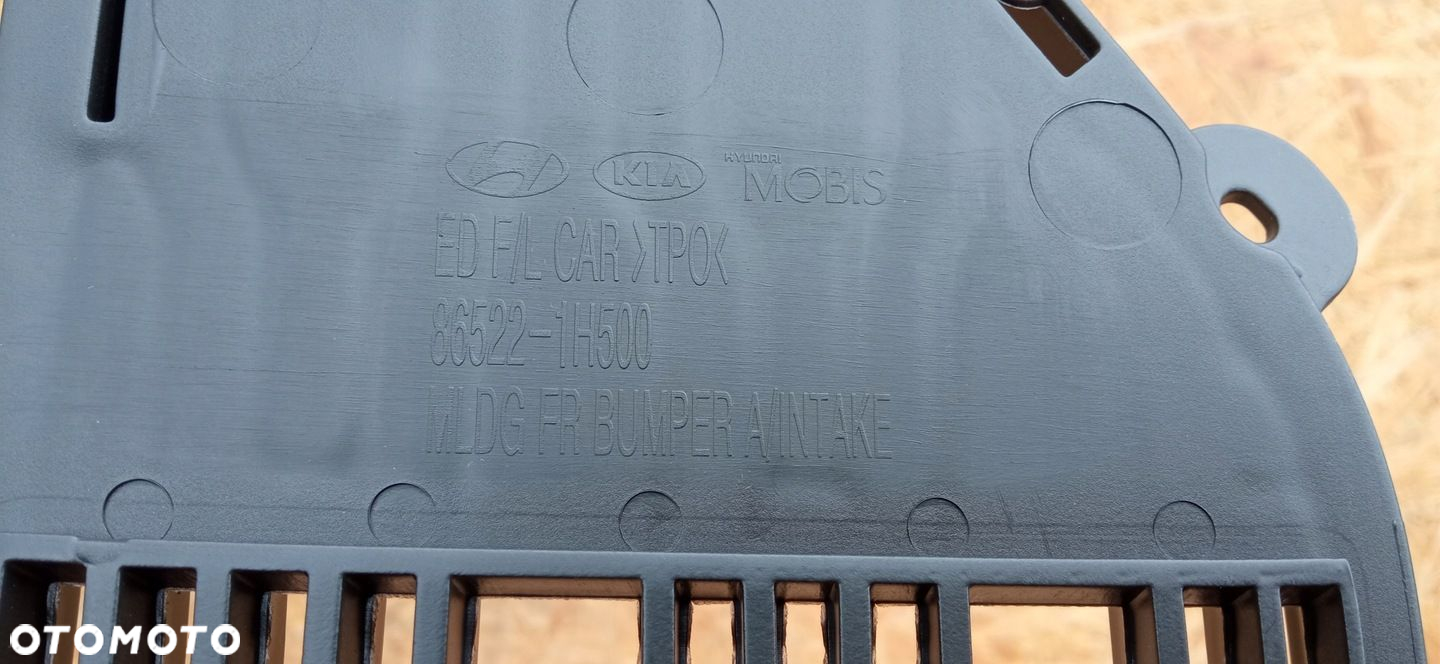 KIA HYUNDAI MOBIS
ED F/L CAR >TPO<
86522-1H500
MLDG FR BUMPER A/INTAKE
OTOMOTO